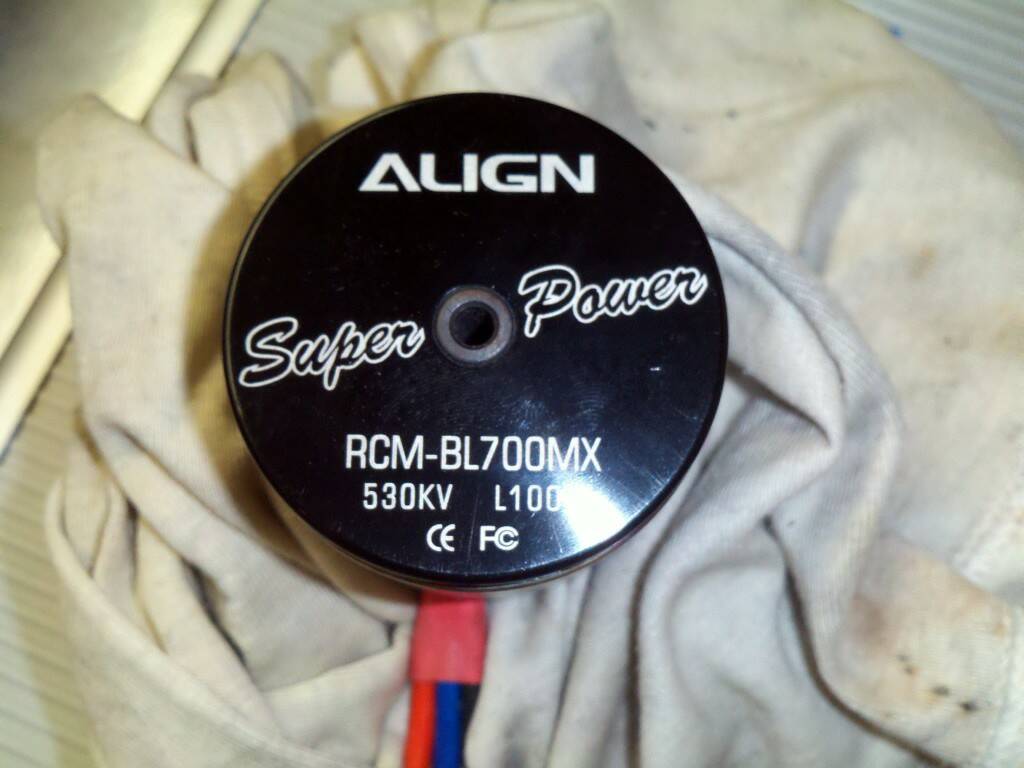 ALIGN
Super Power
RCM-BL700MX
530KV
CE FC